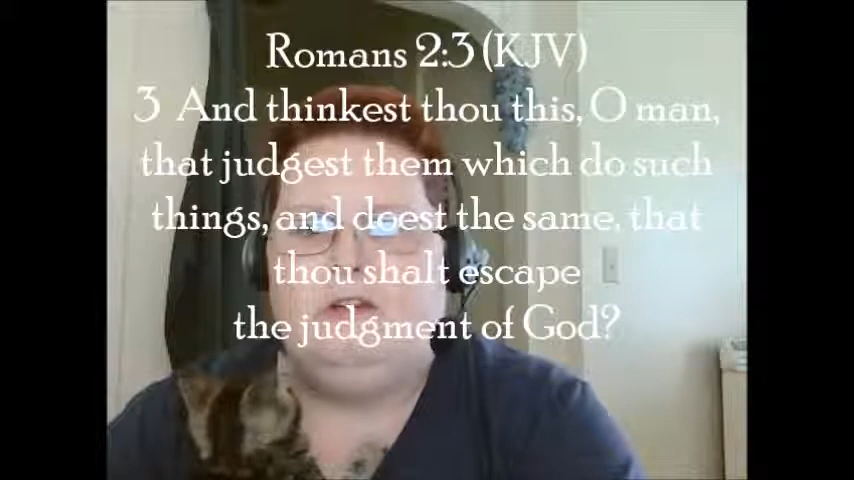 Romans 2:3 (KJV)
3 And thinkest thou this, O man,
that judgest them which do such
things, and doest the same, that
thou shalt escape
the judgment of God?